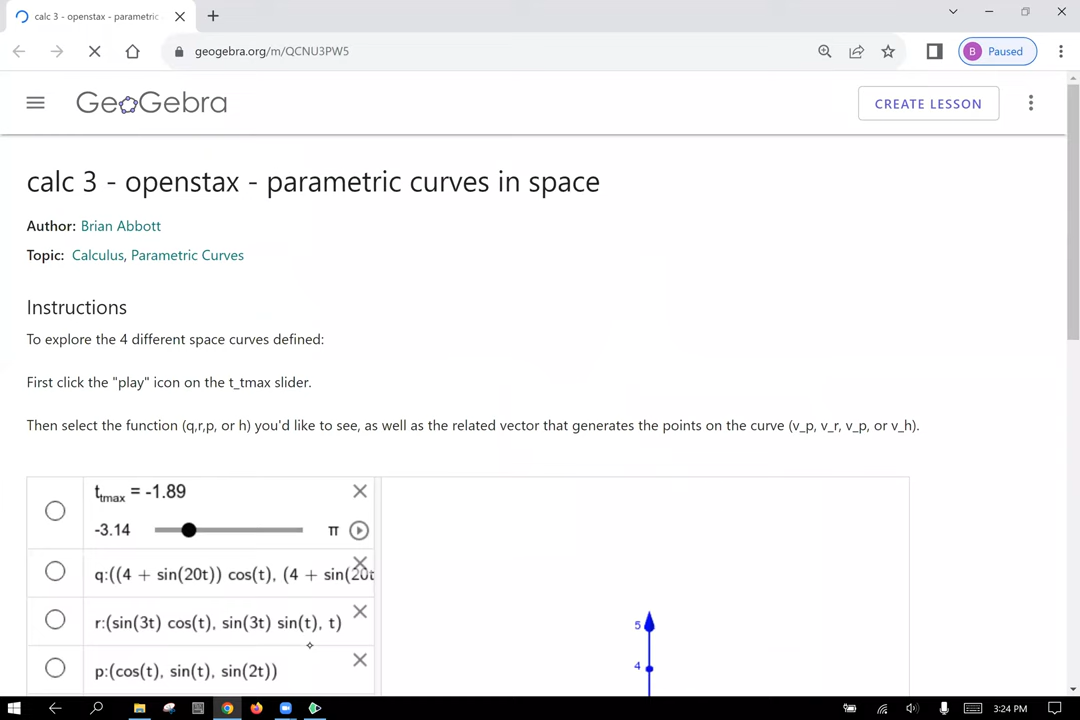 calc 3 - openstax - parametric
geogebra.org/m/QCNU3PW5
B Paused
GeoGebra
CREATE LESSON
calc 3 - openstax - parametric curves in space
Author: Brian Abbott
Topic: Calculus, Parametric Curves
Instructions
To explore the 4 different space curves defined:
First click the "play" icon on the t_tmax slider.
Then select the function (q,r,p, or h) you'd like to see, as well as the related vector that generates the points on the curve (v_p, v_r, v_p, or v_h).
ttmax = -1.89
-3.14 π
q:((4 + sin(20t)) cos(t), (4 + sin(20t
r:(sin(3t) cos(t), sin(3t) sin(t), t)
p:(cos(t), sin(t), sin(2t))
5
4
3:24 PM